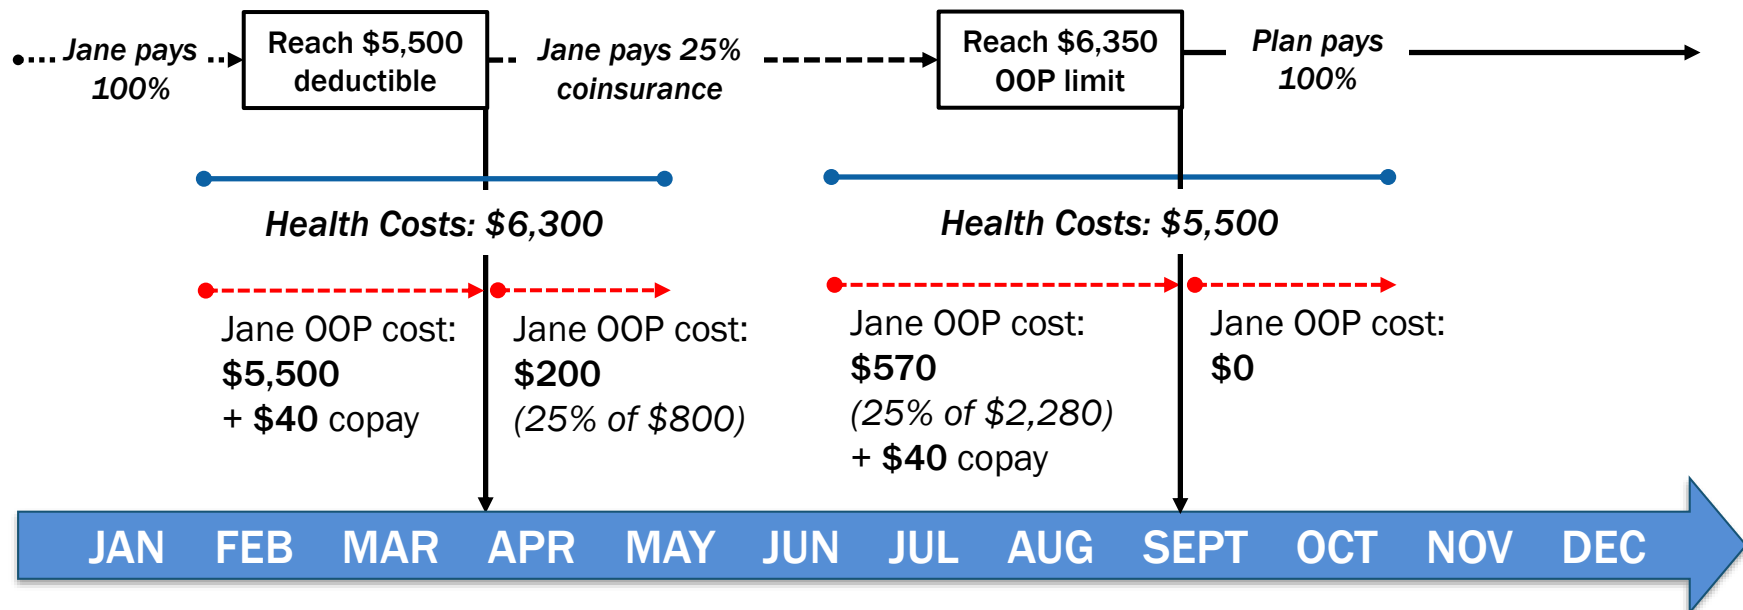 Jane pays
100%
Reach $5,500
deductible
Jane pays 25%
coinsurance
Reach $6,350
OOP limit
Plan pays
100%
Health Costs: $6,300
Health Costs: $5,500
Jane OOP cost:
$5,500
+ $40 copay
Jane OOP cost:
$200
(25% of $800)
Jane OOP cost:
$570
(25% of $2,280)
+ $40 copay
Jane OOP cost:
$0
JAN FEB MAR APR MAY JUN JUL AUG SEPT OCT NOV DEC